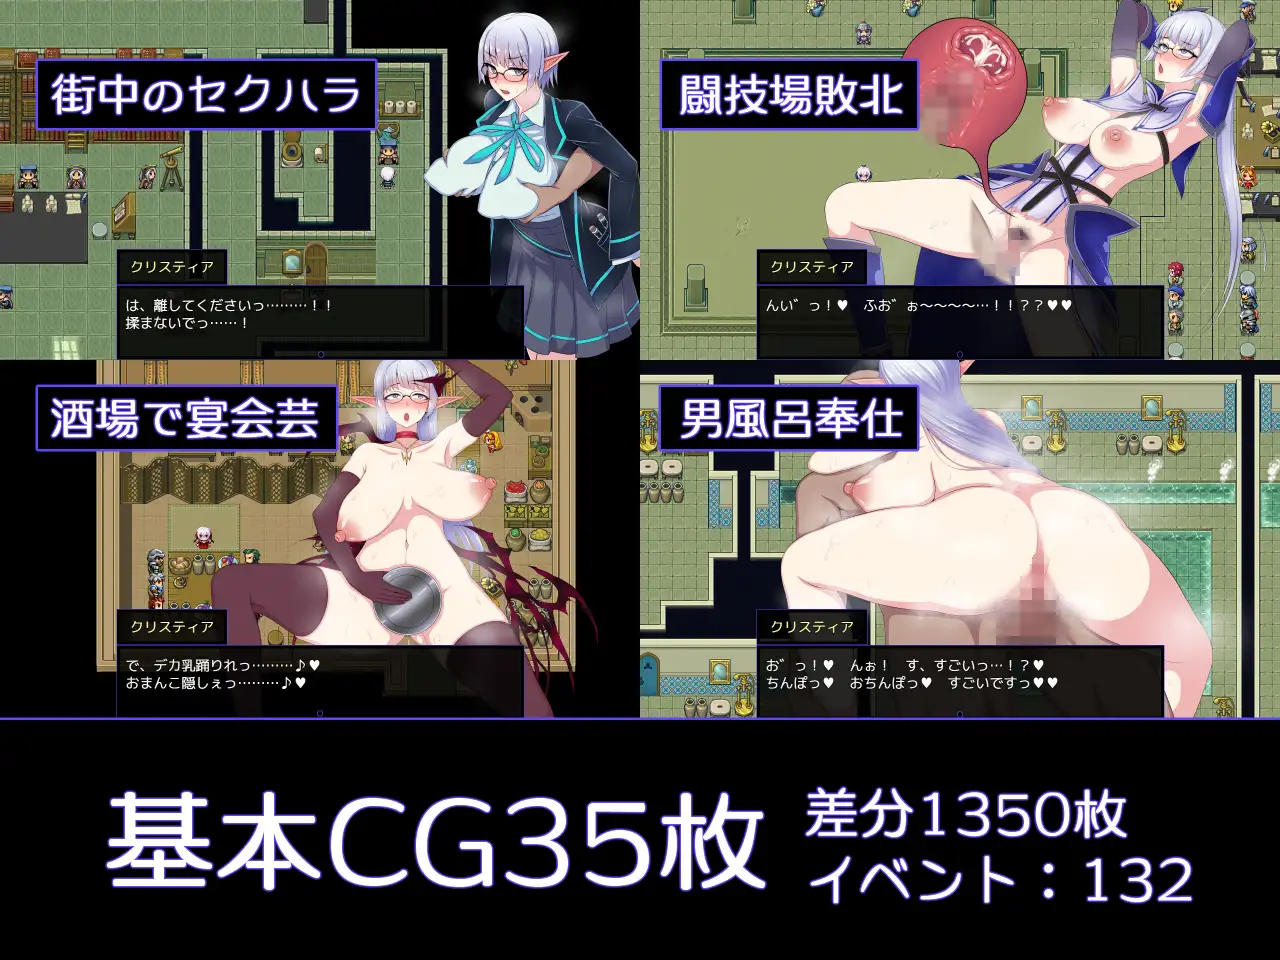 街中のセクハラ
クリスティア
は、離してくださいっ………！！
揉まないでっ……！
闘技場敗北
クリスティア
んい゛っ！♥　ふお゛ぉ～～～～…！！？？♥♥
酒場で宴会芸
クリスティア
で、デカ乳踊りれっ………♪♥
おまんこ隠しぇっ………♪♥
男風呂奉仕
クリスティア
お゛っ！♥　んぉ！　す、すごいっ…！？♥
ちんぽっ♥　おちんぽっ♥　すごいですっ♥♥
基本CG35枚
差分1350枚
イベント：132